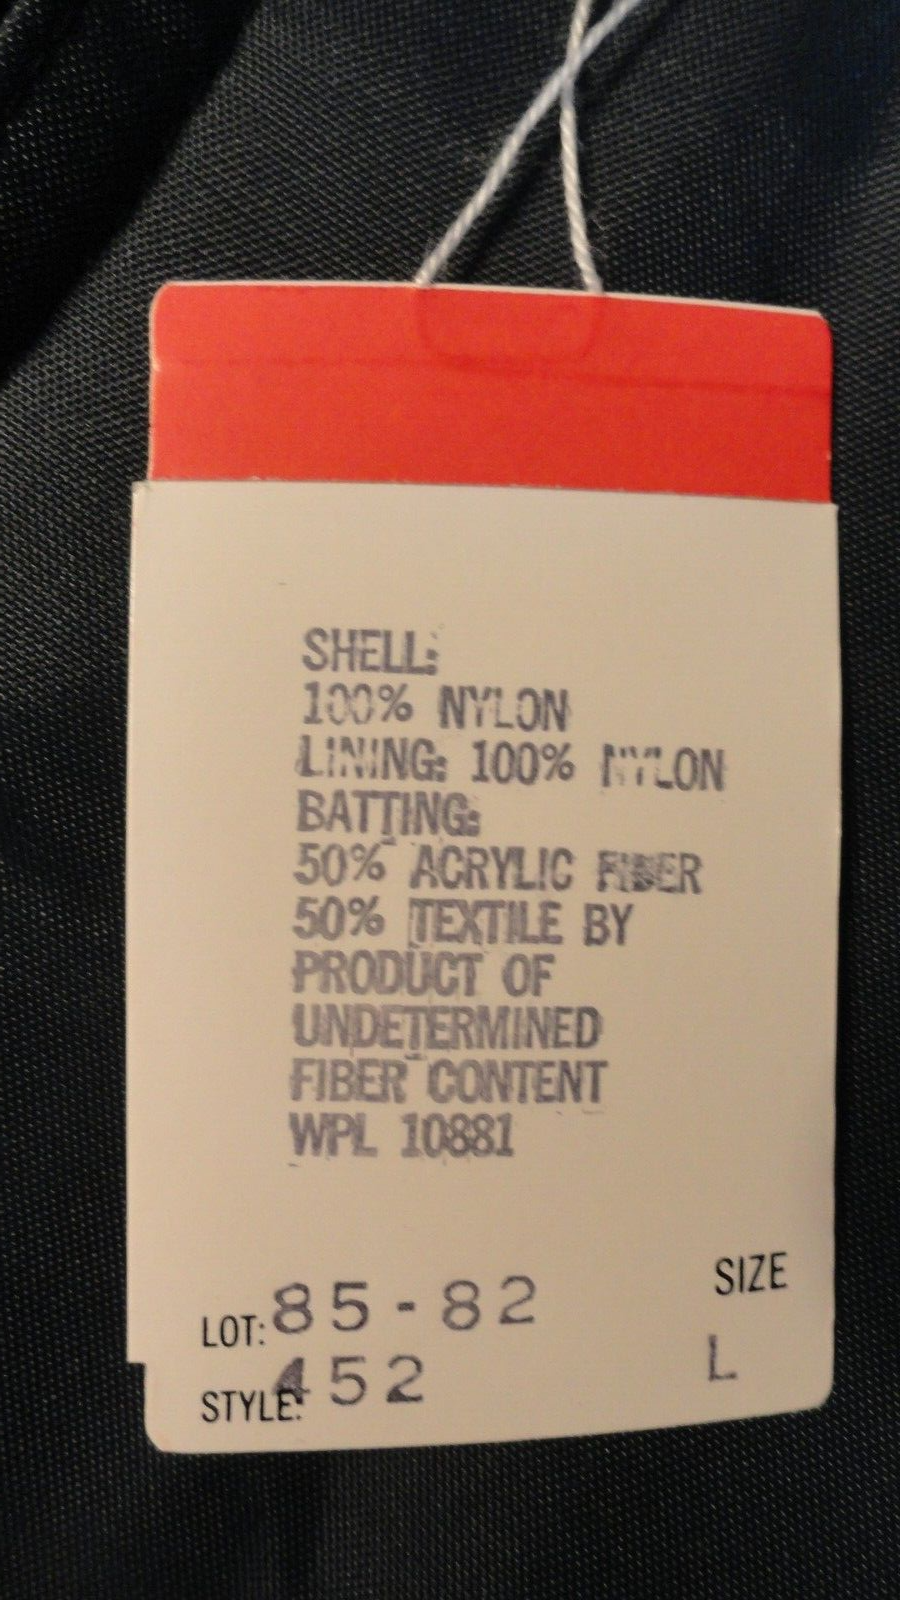 SHELL:
100% NYLON
LINING: 100% NYLON
BATTING:
50% ACRYLIC FIBER
50% TEXTILE BY
PRODUCT OF
UNDETERMINED
FIBER CONTENT
WPL 10881
LOT: 85-82
SIZE
STYLE: 452
L